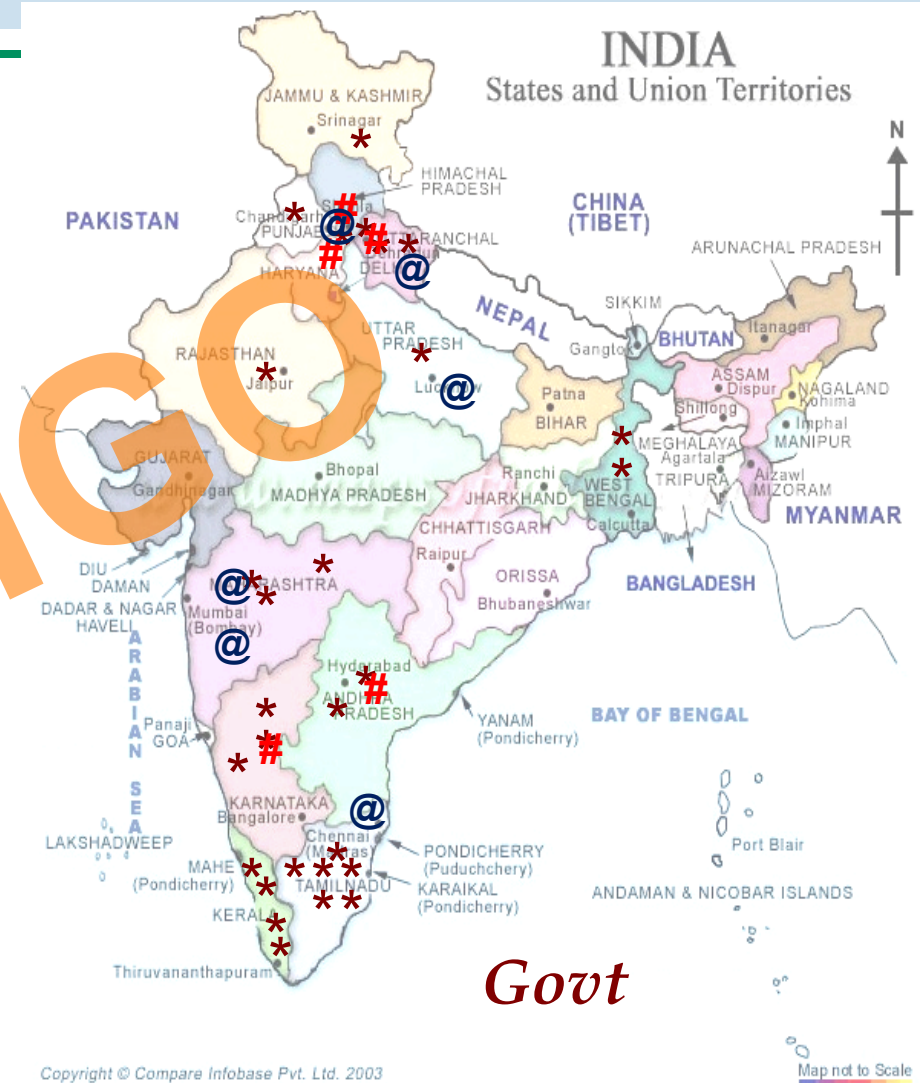 INDIA
States and Union Territories
N
JAMMU & KASHMIR
Srinagar
*
HIMACHAL
PRADESH
CHINA
(TIBET)
PAKISTAN
#
*
Chandigarh
@
PUNJAB
*
#
*
*
#
@
HARYANA
DELHI
ARUNACHAL PRADESH
NEPAL
SIKKIM
BHUTAN
Itanagar
UTTAR
PRADESH
*
Gangtok
RAJASTHAN
*
Jaipur
Lucknow
@
ASSAM
Dispur
NAGALAND
Kohima
Patna
BIHAR
Shillong
Imphal
MANIPUR
*
MEGHALAYA
Agartala
TRIPURA
Aizawl
MIZORAM
GUJARAT
Gandhinagar
Bhopal
MADHYA PRADESH
Ranchi
JHARKHAND
*
WEST
BENGAL
Calcutta
MYANMAR
NGO
CHHATTISGARH
Raipur
ORISSA
Bhubaneshwar
BANGLADESH
DIU
DAMAN
DADAR & NAGAR
HAVELI
@
*
*
*
MAHARASHTRA
Mumbai
(Bombay)
@
ARABIAN SEA
Hyderabad
*
#
ANDHRA
PRADESH
*
Panaji
GOA
*
*
#
*
YANAM
(Pondicherry)
BAY OF BENGAL
KARNATAKA
Bangalore
@
Chennai
(Madras)
*
LAKSHADWEEP
PONDICHERRY
(Puduchchery)
Port Blair
MAHE
(Pondicherry)
*
*
*
*
*
TAMILNADU
*
*
KARAIKAL
(Pondicherry)
ANDAMAN & NICOBAR ISLANDS
KERALA
*
*
Thiruvananthapuram
Govt
Copyright © Compare Infobase Pvt. Ltd. 2003
Map not to Scale